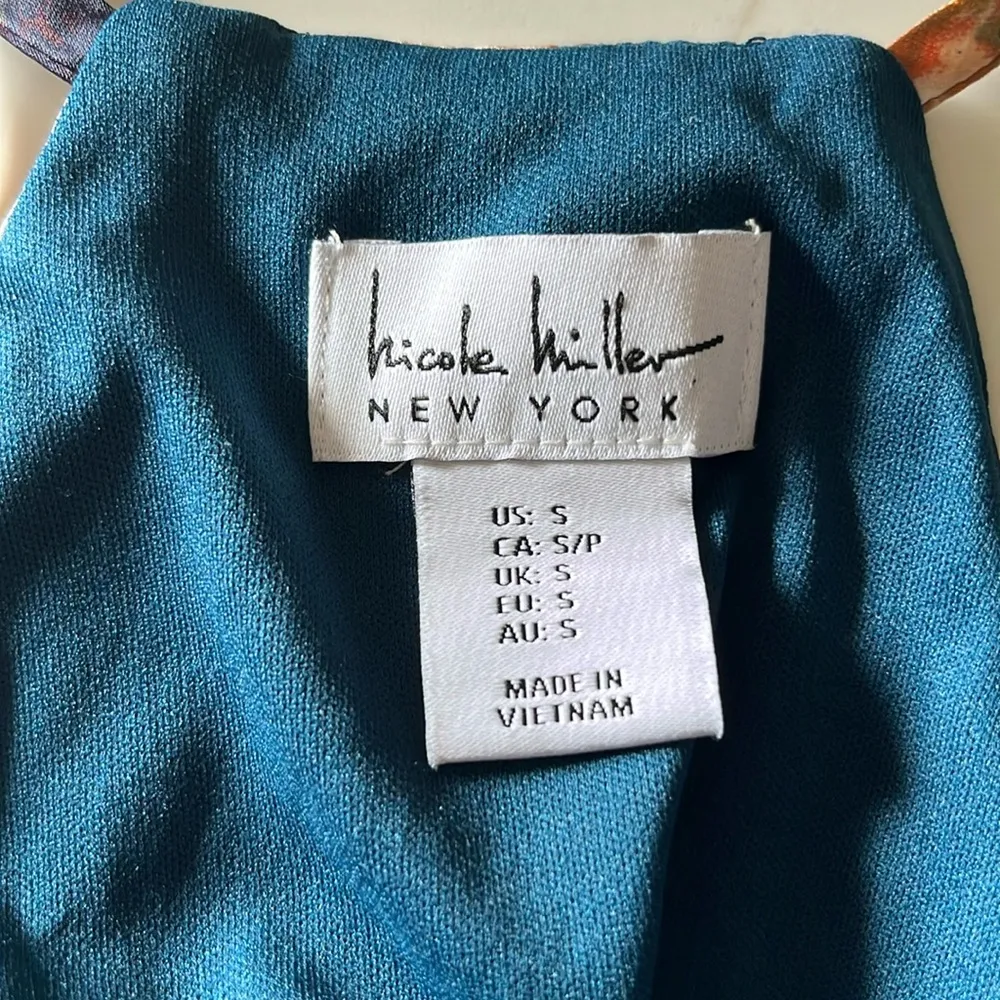 Nicole Miller
NEW YORK
US: S
CA: S/P
UK: S
EU: S
AU: S
MADE IN
VIETNAM